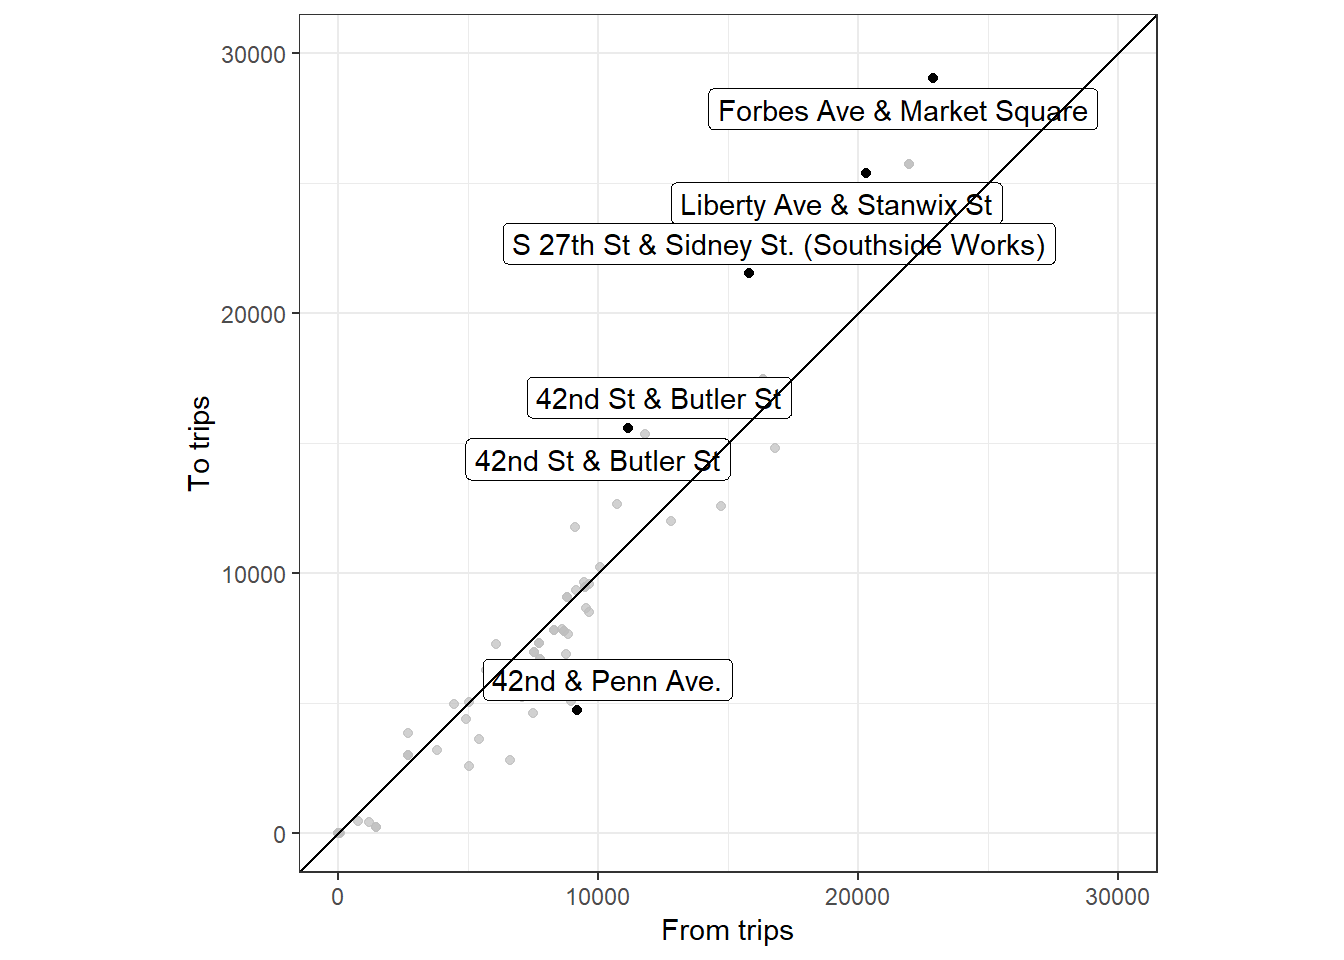 30000
Forbes Ave & Market Square
Liberty Ave & Stanwix St
S 27th St & Sidney St. (Southside Works)
20000
42nd St & Butler St
To trips
42nd St & Butler St
10000
42nd & Penn Ave.
0
0 10000 20000 30000
From trips